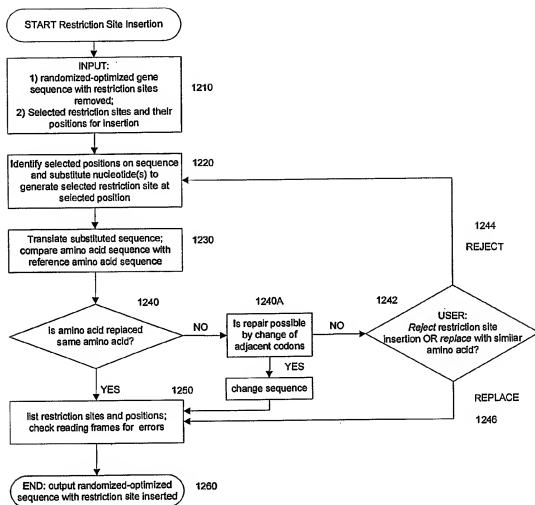 START Restriction Site Insertion
INPUT:
1) randomized-optimized gene
sequence with restriction sites
removed;
2) Selected restriction sites and their
positions for insertion
1210
Identify selected positions on sequence
and substitute nucleotide(s) to
generate selected restriction site at
selected position
1220
Translate substituted sequence;
compare amino acid sequence with
reference amino acid sequence
1230
1244
REJECT
1240
Is amino acid replaced
same amino acid?
NO
1240A
Is repair possible
by change of
adjacent codons
NO
1242
USER:
Reject restriction site
insertion OR replace with similar
amino acid?
YES
change sequence
YES
1250
REPLACE
1246
list restriction sites and positions;
check reading frames for errors
END: output randomized-optimized
sequence with restriction site inserted
1260